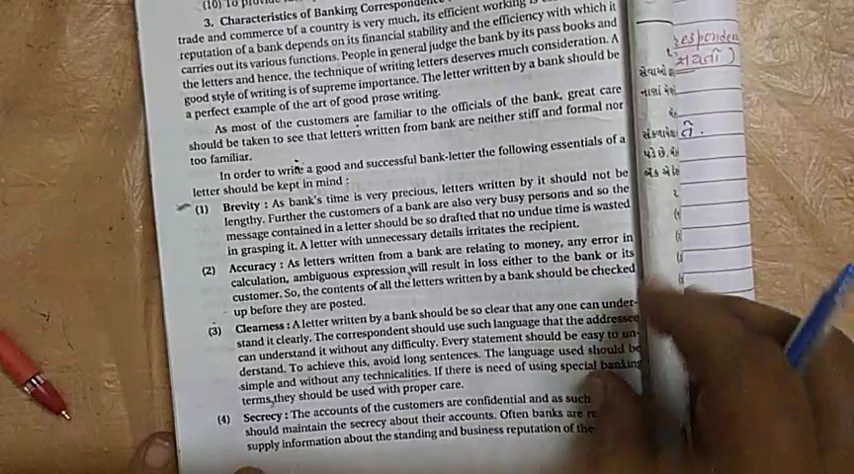 (10) To provide
3. Characteristics of Banking Correspondence
trade and commerce of a country is very much, its efficient working is
reputation of a bank depends on its financial stability and the efficiency with which it
carries out its various functions. People in general judge the bank by its pass books and
the letters and hence, the technique of writing letters deserves much consideration. A
good style of writing is of supreme importance. The letter written by a bank should be
a perfect example of the art of good prose writing.
As most of the customers are familiar to the officials of the bank, great care
should be taken to see that letters written from bank are neither stiff and formal nor
too familiar.
In order to write a good and successful bank-letter the following essentials of a
letter should be kept in mind :
(1) Brevity : As bank's time is very precious, letters written by it should not be
lengthy. Further the customers of a bank are also very busy persons and so the
message contained in a letter should be so drafted that no undue time is wasted
in grasping it. A letter with unnecessary details irritates the recipient.
(2) Accuracy : As letters written from a bank are relating to money, any error in
calculation, ambiguous expression will result in loss either to the bank or its
customer. So, the contents of all the letters written by a bank should be checked
up before they are posted.
(3) Clearness : A letter written by a bank should be so clear that any one can under-
stand it clearly. The correspondent should use such language that the addressee
can understand it without any difficulty. Every statement should be easy to un-
derstand. To achieve this, avoid long sentences. The language used should be
simple and without any technicalities. If there is need of using special banking
terms, they should be used with proper care.
(4) Secrecy : The accounts of the customers are confidential and as such
should maintain the secrecy about their accounts. Often banks are
supply information about the standing and business reputation of the
responden
સેવાઓ
નાણાં
પડે છે.